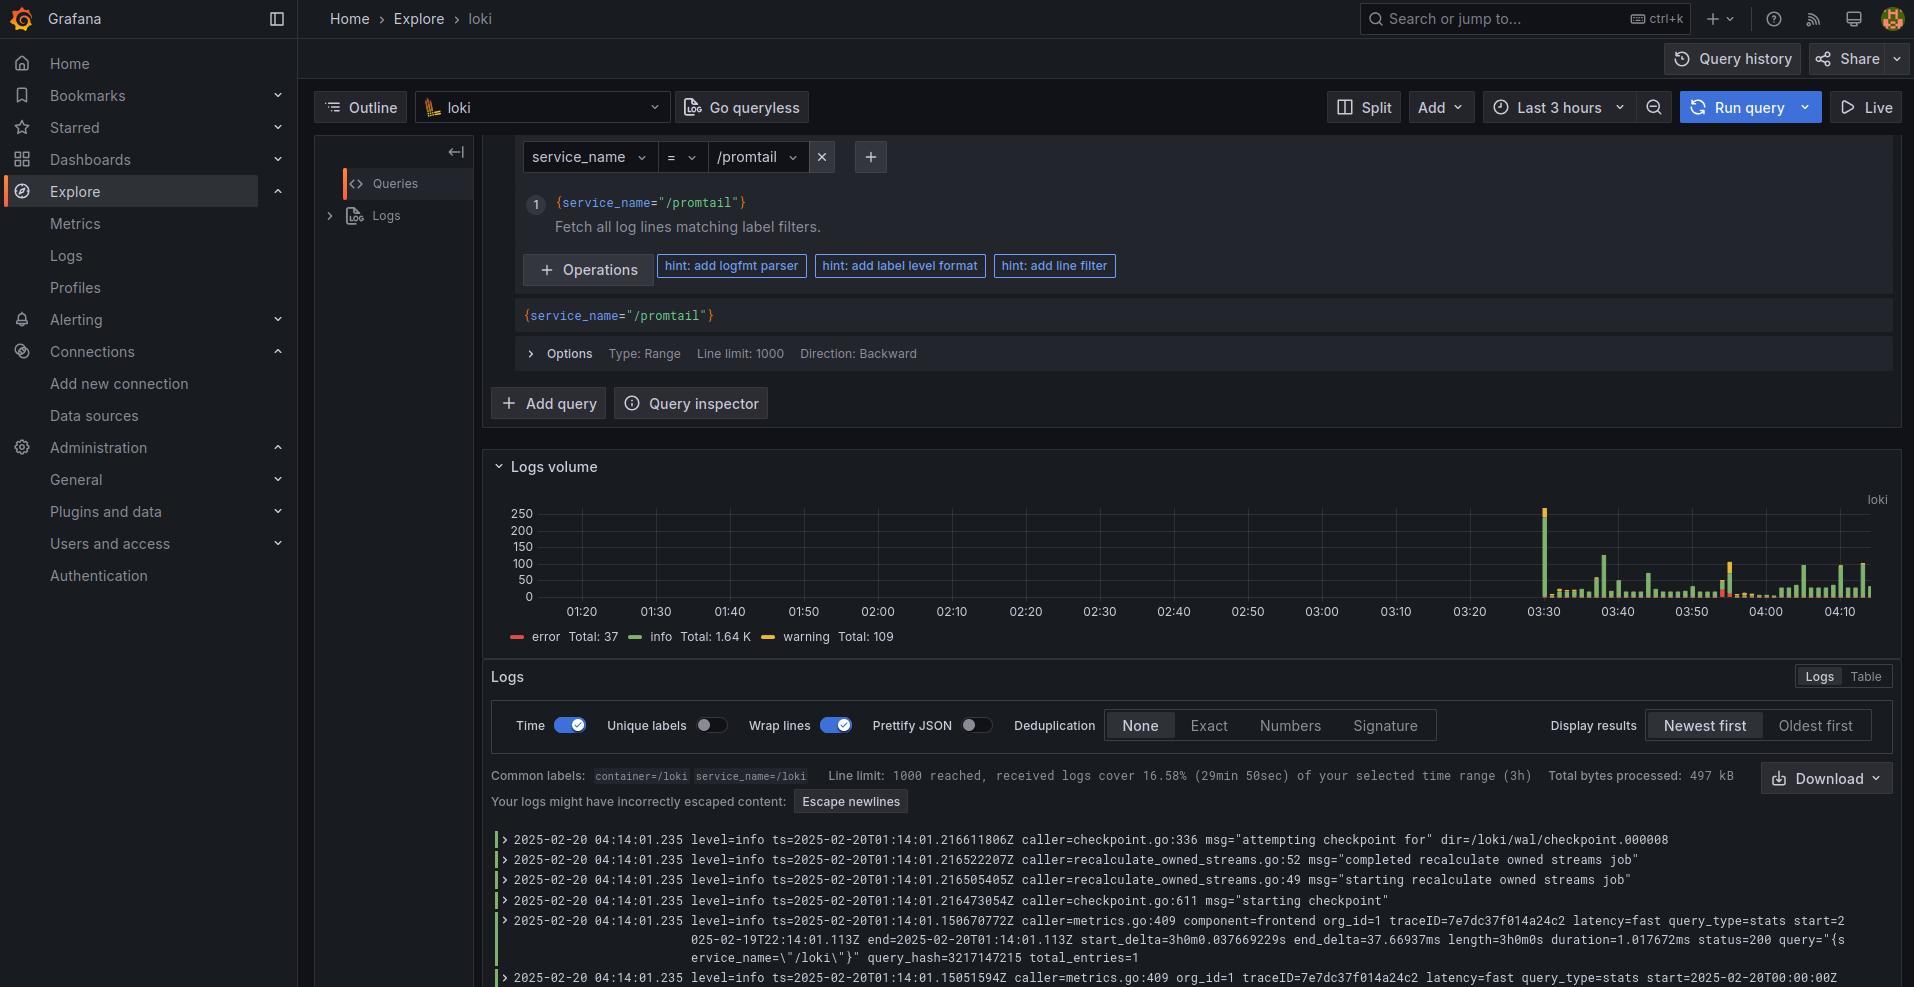 Grafana
Home › Explore › loki
Search or jump to... ctrl+k
Query history Share
Home
Bookmarks
Starred
Dashboards
Explore
Metrics
Logs
Profiles
Alerting
Connections
Add new connection
Data sources
Administration
General
Plugins and data
Users and access
Authentication
Outline loki Go queryless Split Add Last 3 hours Run query Live
Queries
Logs
service_name = /promtail
1 {service_name="/promtail"}
Fetch all log lines matching label filters.
+ Operations hint: add logfmt parser hint: add label level format hint: add line filter
{service_name="/promtail"}
Options Type: Range Line limit: 1000 Direction: Backward
+ Add query Query inspector
Logs volume
loki
250
200
150
100
50
0
01:20 01:30 01:40 01:50 02:00 02:10 02:20 02:30 02:40 02:50 03:00 03:10 03:20 03:30 03:40 03:50 04:00 04:10
error Total: 37 info Total: 1.64 K warning Total: 109
Logs Logs Table
Time Unique labels Wrap lines Prettify JSON Deduplication None Exact Numbers Signature Display results Newest first Oldest first
Common labels: container=/loki service_name=/loki Line limit: 1000 reached, received logs cover 16.58% (29min 50sec) of your selected time range (3h) Total bytes processed: 497 kB Download
Your logs might have incorrectly escaped content: Escape newlines
2025-02-20 04:14:01.235 level=info ts=2025-02-20T01:14:01.216611806Z caller=checkpoint.go:336 msg="attempting checkpoint for" dir=/loki/wal/checkpoint.000008
2025-02-20 04:14:01.235 level=info ts=2025-02-20T01:14:01.216522207Z caller=recalculate_owned_streams.go:52 msg="completed recalculate owned streams job"
2025-02-20 04:14:01.235 level=info ts=2025-02-20T01:14:01.216505405Z caller=recalculate_owned_streams.go:49 msg="starting recalculate owned streams job"
2025-02-20 04:14:01.235 level=info ts=2025-02-20T01:14:01.216473054Z caller=checkpoint.go:611 msg="starting checkpoint"
2025-02-20 04:14:01.235 level=info ts=2025-02-20T01:14:01.150670772Z caller=metrics.go:409 component=frontend org_id=1 traceID=7e7dc37f014a24c2 latency=fast query_type=stats start=2
025-02-19T22:14:01.113Z end=2025-02-20T01:14:01.113Z start_delta=3h0m0.037669229s end_delta=37.66937ms length=3h0m0s duration=1.017672ms status=200 query="{s
ervice_name=\"/loki\"}" query_hash=3217147215 total_entries=1
2025-02-20 04:14:01.235 level=info ts=2025-02-20T01:14:01.15051594Z caller=metrics.go:409 org_id=1 traceID=7e7dc37f014a24c2 latency=fast query_type=stats start=2025-02-20T00:00:00Z